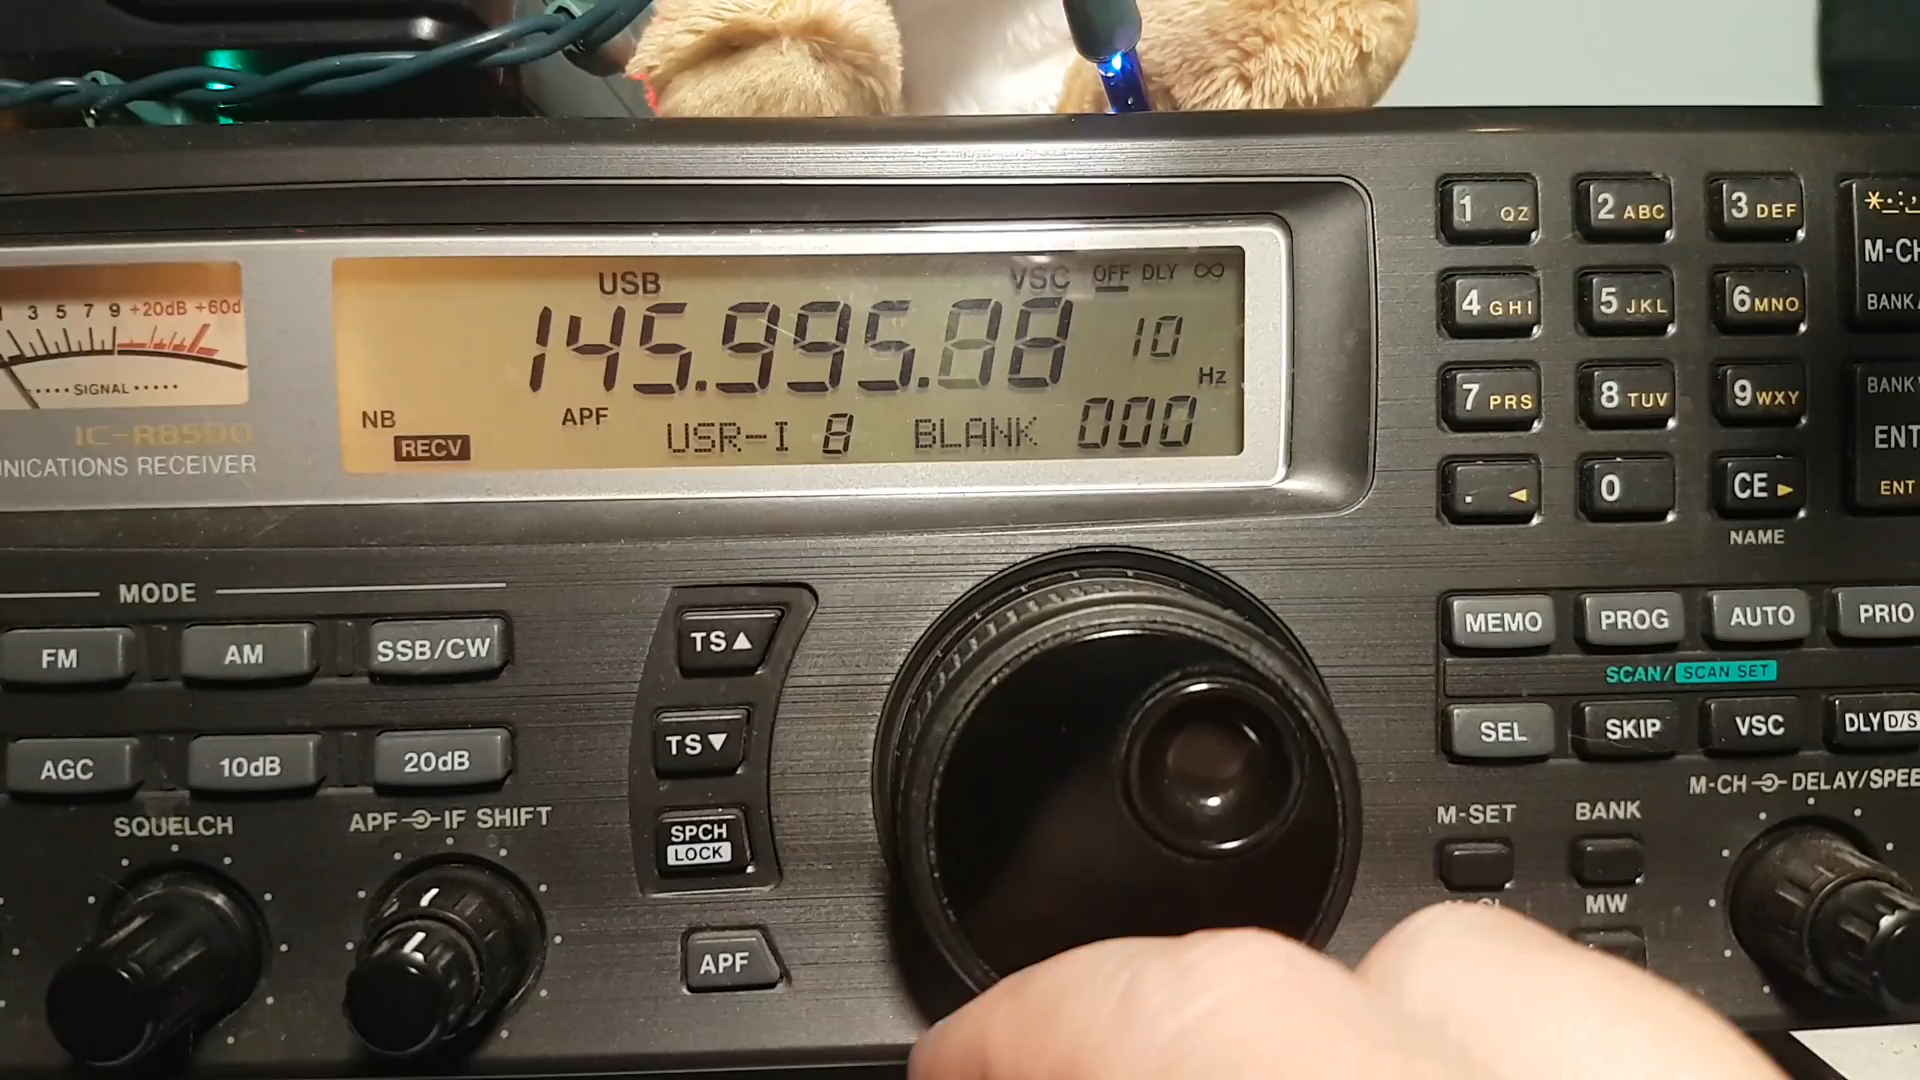 USB VSC OFF DLY ∞
145.995.88 10
Hz
NB APF USR-I 8 BLANK 000
RECV
3 5 7 9 +20dB +60d
SIGNAL
IC-R8500
NICATIONS RECEIVER
1 QZ 2 ABC 3 DEF
M-CH
4 GHI 5 JKL 6 MNO
BANK
7 PRS 8 TUV 9 WXY
BANK
ENT
. ◄ 0 CE ►
ENT
NAME
MODE
FM AM SSB/CW
AGC 10dB 20dB
SQUELCH APF IF SHIFT
TS▲
TS▼
SPCH
LOCK
APF
MEMO PROG AUTO PRIO
SCAN/ SCAN SET
SEL SKIP VSC DLY D/S
M-CH DELAY/SPEE
M-SET BANK
MW